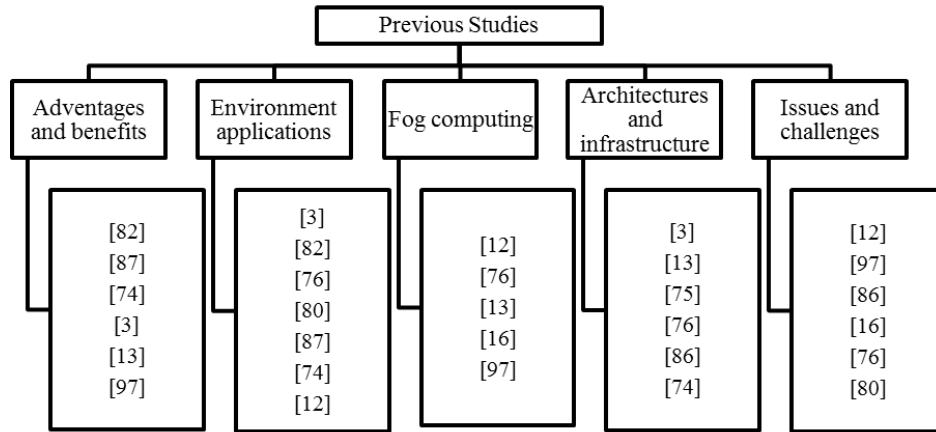 Previous Studies
Adventages
and benefits
Environment
applications
Fog computing
Architectures
and
infrastructure
Issues and
challenges
[82]
[87]
[74]
[3]
[13]
[97]
[3]
[82]
[76]
[80]
[87]
[74]
[12]
[12]
[76]
[13]
[16]
[97]
[3]
[13]
[75]
[76]
[86]
[74]
[12]
[97]
[86]
[16]
[76]
[80]